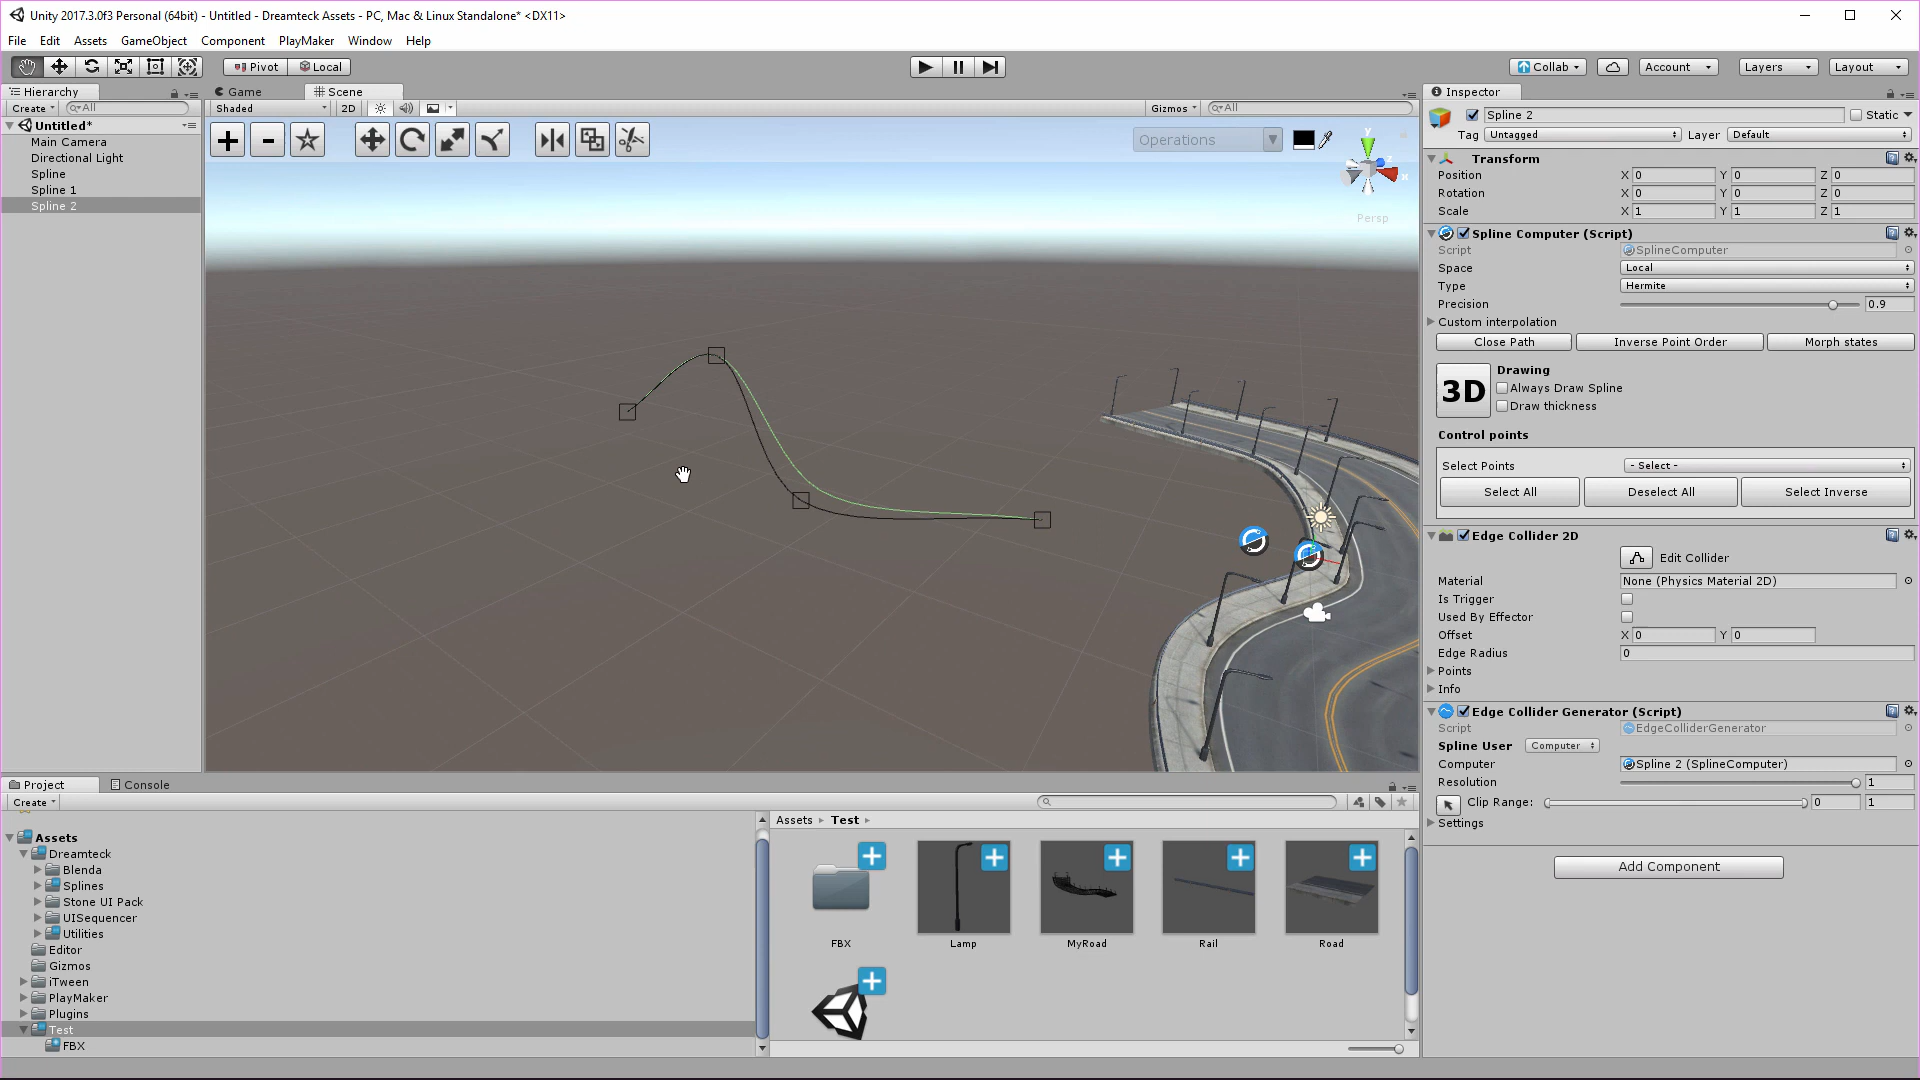 Unity 2017.3.0f3 Personal (64bit) - Untitled - Dreamteck Assets - PC, Mac & Linux Standalone* <DX11>
File Edit Assets GameObject Component PlayMaker Window Help
Pivot Local Collab Account Layers Layout
Hierarchy
Create All
Untitled*
Main Camera
Directional Light
Spline
Spline 1
Spline 2
Game Scene
Shaded 2D Gizmos All
Operations
y
z
x
Persp
Inspector
Spline 2 Static
Tag Untagged Layer Default
Transform
Position X 0 Y 0 Z 0
Rotation X 0 Y 0 Z 0
Scale X 1 Y 1 Z 1
Spline Computer (Script)
Script SplineComputer
Space Local
Type Hermite
Precision 0.9
Custom interpolation
Close Path Inverse Point Order Morph states
3D
Drawing
Always Draw Spline
Draw thickness
Control points
Select Points - Select -
Select All Deselect All Select Inverse
Edge Collider 2D
Edit Collider
Material None (Physics Material 2D)
Is Trigger
Used By Effector
Offset X 0 Y 0
Edge Radius 0
Points
Info
Edge Collider Generator (Script)
Script EdgeColliderGenerator
Spline User Computer
Computer Spline 2 (SplineComputer)
Resolution 1
Clip Range: 0 1
Settings
Add Component
Project Console
Create
Assets
Dreamteck
Blenda
Splines
Stone UI Pack
UISequencer
Utilities
Editor
Gizmos
iTween
PlayMaker
Plugins
Test
FBX
Assets Test
FBX Lamp MyRoad Rail Road